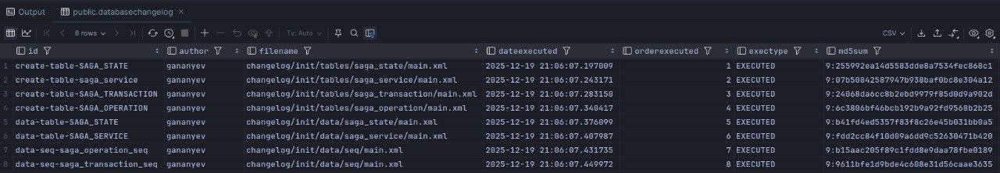 Output public.databasechangelog ×
8 rows Tx: Auto CSV
id author filename dateexecuted orderexecuted exectype md5sum
1 create-table-SAGA_STATE gananyev changelog/init/tables/saga_state/main.xml 2025-12-19 21:06:07.197009 1 EXECUTED 9:255992ea14d5583dde8a7534fec868c1
2 create-table-saga_service gananyev changelog/init/tables/saga_service/main.xml 2025-12-19 21:06:07.243171 2 EXECUTED 9:07b50842587947b938baf0bc8e304a12
3 create-table-SAGA_TRANSACTION gananyev changelog/init/tables/saga_transaction/main.xml 2025-12-19 21:06:07.283150 3 EXECUTED 9:24068da6cc8b2ebd9979f85d0d9a902d
4 create-table-SAGA_OPERATION gananyev changelog/init/tables/saga_operation/main.xml 2025-12-19 21:06:07.340417 4 EXECUTED 9:6c3806bf46bcb192b9a92fd9568b2b25
5 data-table-SAGA_STATE gananyev changelog/init/data/saga_state/main.xml 2025-12-19 21:06:07.376099 5 EXECUTED 9:b41fd4ed5357f83f8c26e45b031bb0a5
6 data-table-SAGA_SERVICE gananyev changelog/init/data/saga_service/main.xml 2025-12-19 21:06:07.407987 6 EXECUTED 9:fdd2cc84f10d09a6dd9c52630471b420
7 data-seq-saga_operation_seq gananyev changelog/init/data/seq/main.xml 2025-12-19 21:06:07.431735 7 EXECUTED 9:b15aac205f89c1fdd8e9daa78fbe0189
8 data-seq-saga_transaction_seq gananyev changelog/init/data/seq/main.xml 2025-12-19 21:06:07.449972 8 EXECUTED 9:9611bfe1d9bde4c608e31d56caae3635